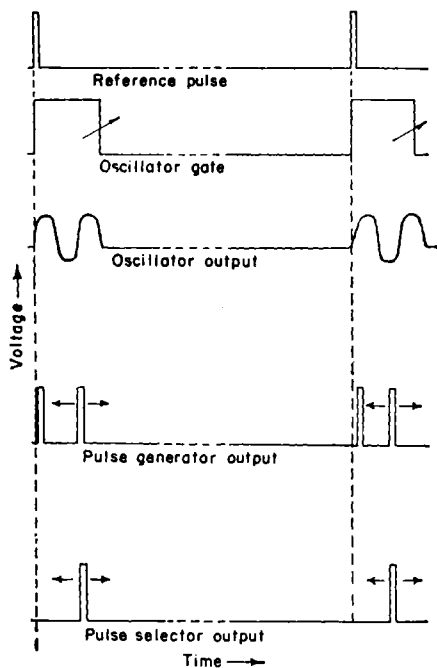 Reference pulse
Oscillator gate
Oscillator output
Voltage
Pulse generator output
Pulse selector output
Time